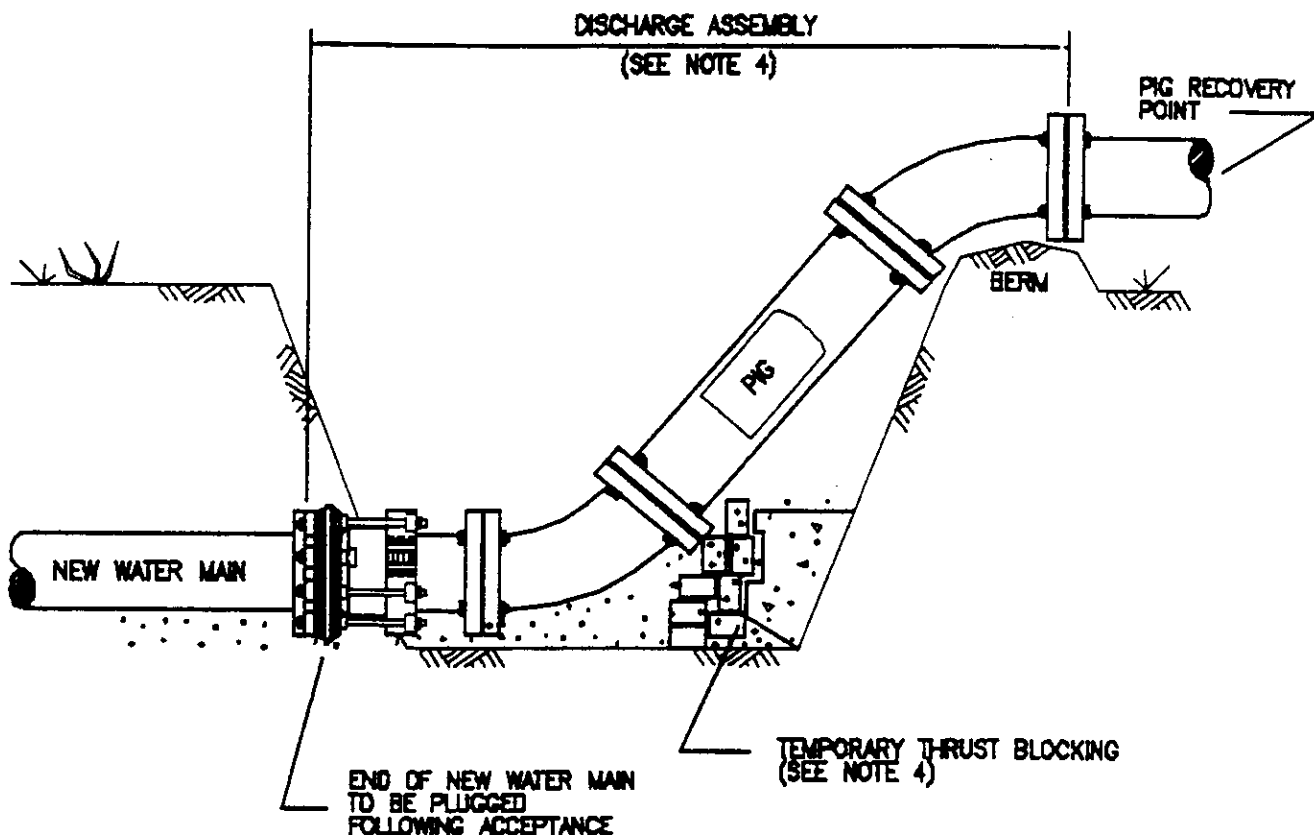 DISCHARGE ASSEMBLY
(SEE NOTE 4)
PIG RECOVERY
POINT
BERM
PIG
NEW WATER MAIN
TEMPORARY THRUST BLOCKING
(SEE NOTE 4)
END OF NEW WATER MAIN
TO BE PLUGGED
FOLLOWING ACCEPTANCE